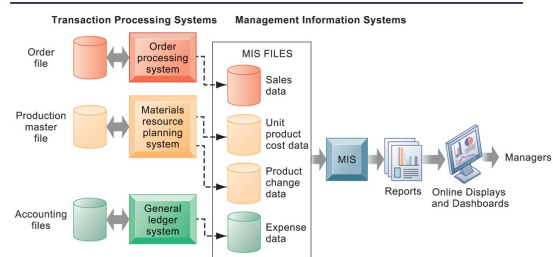 Transaction Processing Systems
Management Information Systems
Order
file
Order
processing
system
MIS FILES
Sales
data
Production
master
file
Materials
resource
planning
system
Unit
product
cost data
Product
change
data
MIS
Reports
Online Displays
and Dashboards
Managers
Accounting
files
General
ledger
system
Expense
data